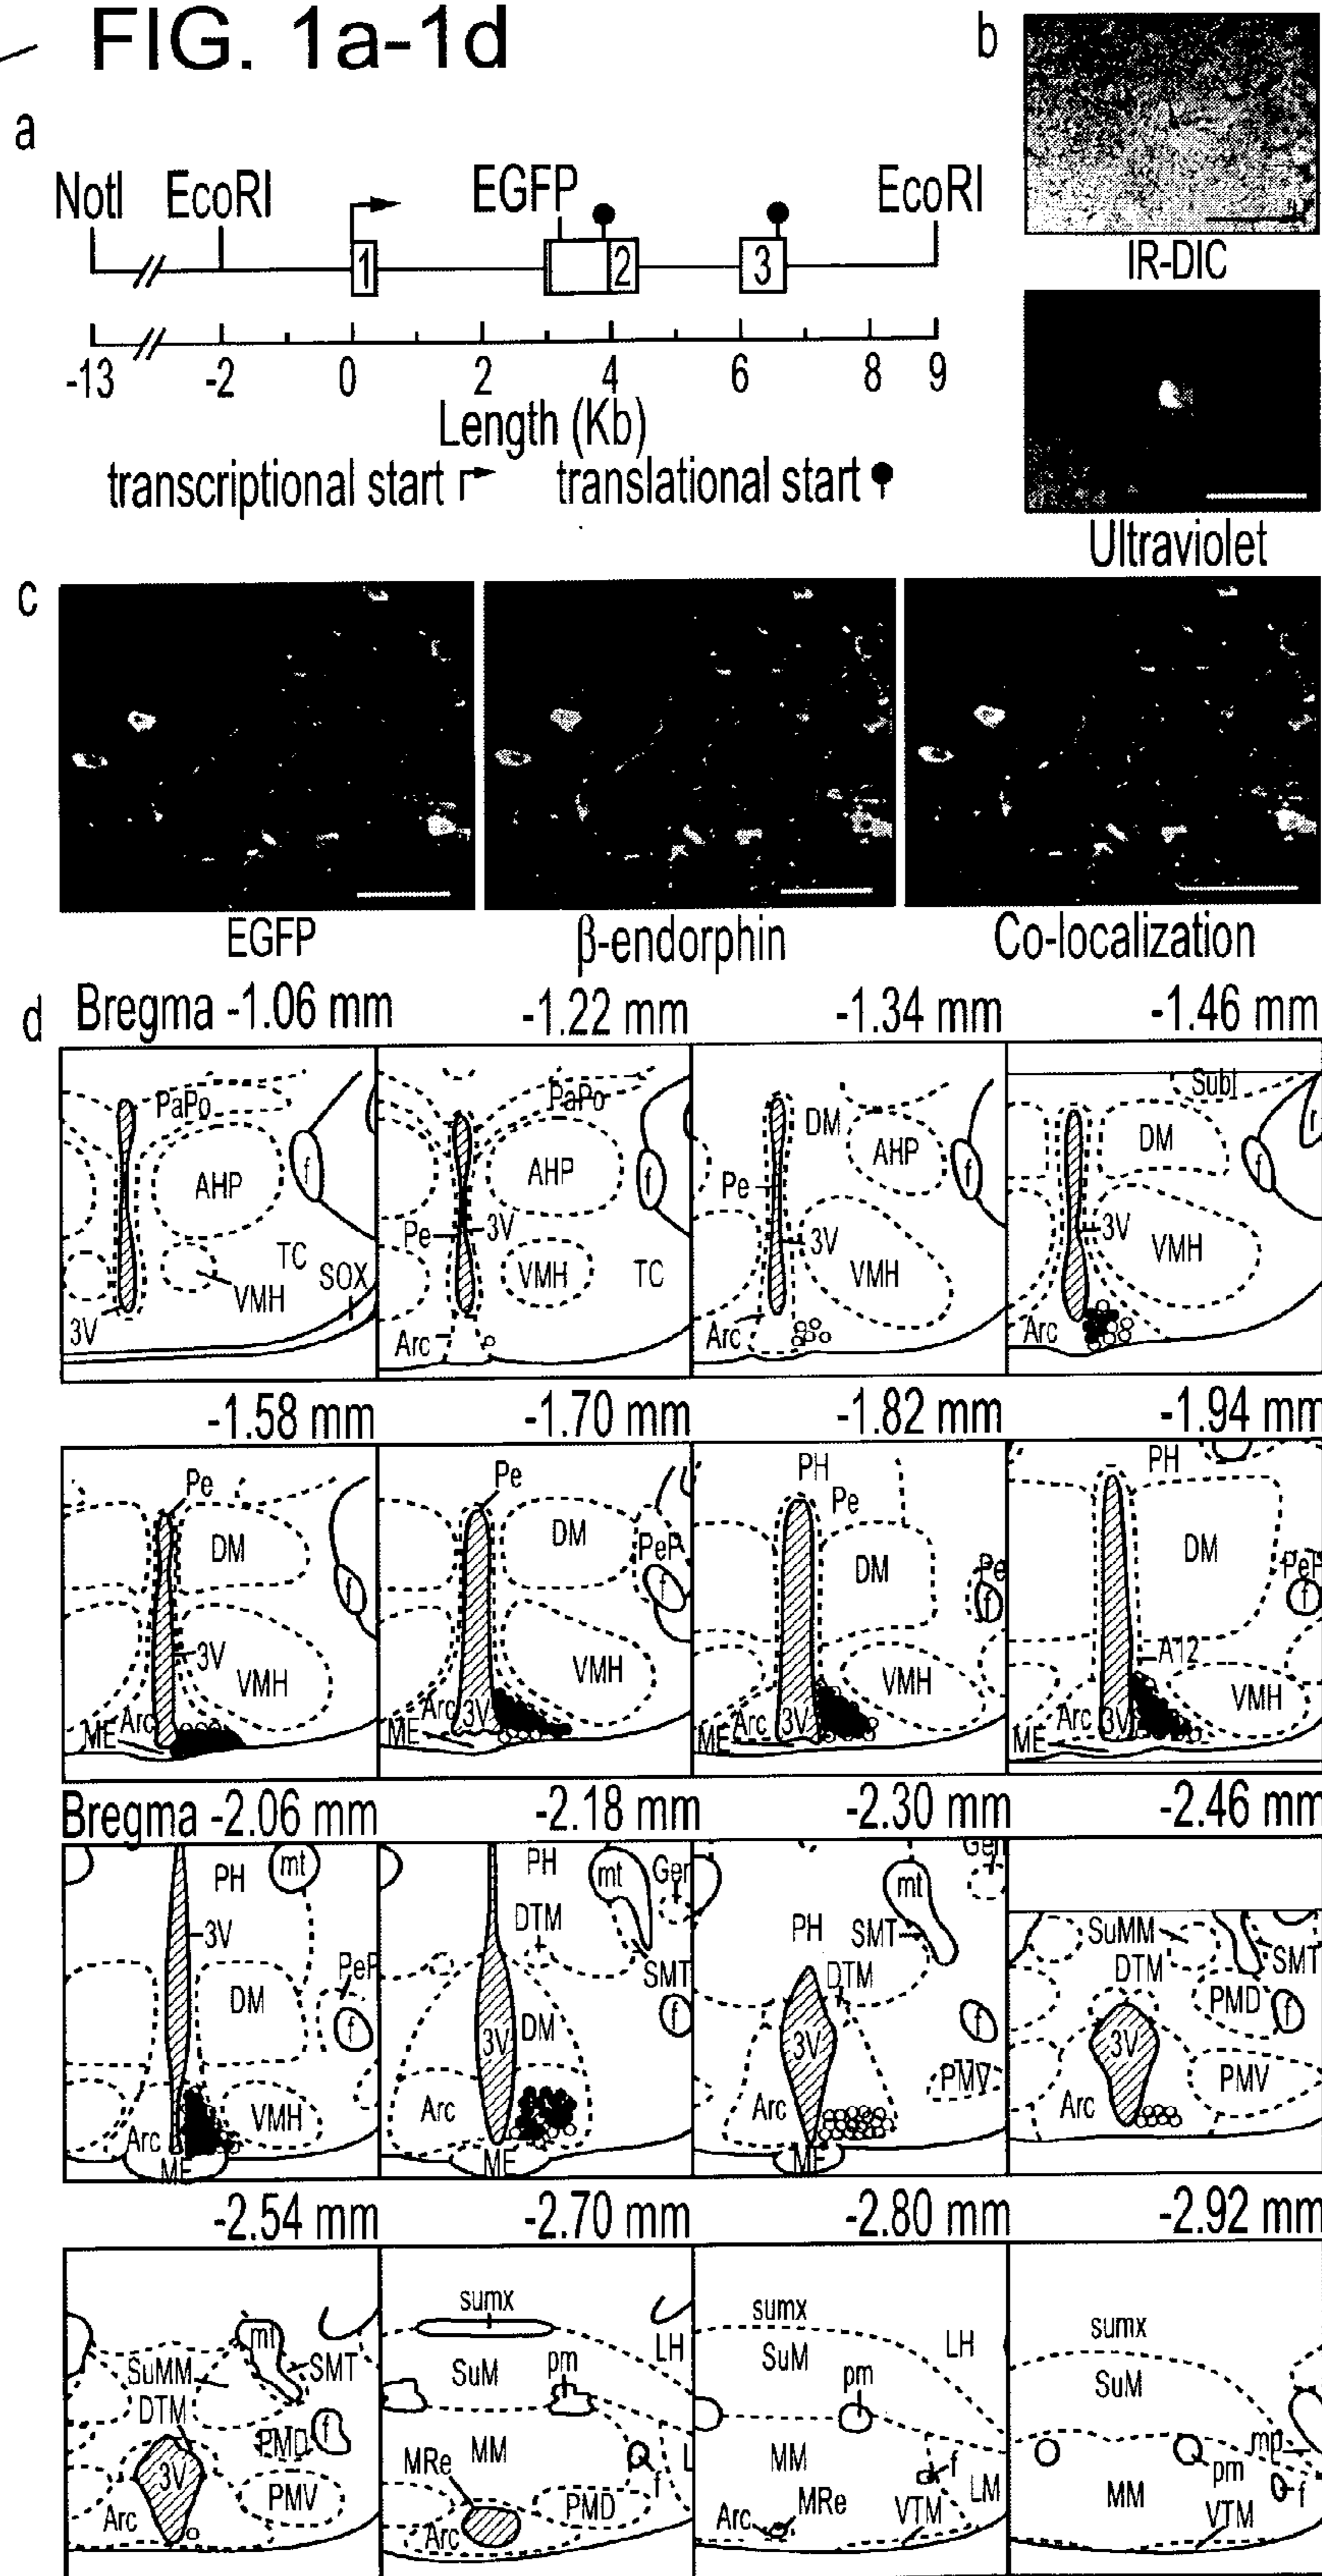 FIG. 1a-1d
a
NotI EcoRI EGFP EcoRI
1 2 3
-13 -2 0 2 4 6 8 9
Length (Kb)
transcriptional start translational start
b
IR-DIC
Ultraviolet
c
EGFP β-endorphin Co-localization
d Bregma -1.06 mm -1.22 mm -1.34 mm -1.46 mm
PaPo AHP f TC SOX VMH 3V
PaPo AHP f Pe 3V VMH TC Arc
DM AHP f Pe 3V VMH Arc
SubI DM f f 3V VMH Arc
-1.58 mm -1.70 mm -1.82 mm -1.94 mm
Pe DM f 3V VMH Arc ME
Pe DM PeP f VMH Arc 3V ME
PH Pe DM Pe f VMH Arc 3V ME
PH DM PeP f A12 VMH Arc 3V ME
Bregma -2.06 mm -2.18 mm -2.30 mm -2.46 mm
PH mt 3V PeP DM f VMH Arc ME
PH mt Gem DTM SMT DM f 3V Arc ME
Gem mt PH SMT DTM f 3V PMV Arc ME
SuMM DTM SMT PMD f 3V PMV Arc
-2.54 mm -2.70 mm -2.80 mm -2.92 mm
mt SuMM SMT DTM PMD f 3V PMV Arc
sumx LH SuM pm MRe MM f L PMD Arc
sumx LH SuM pm MM f LM Arc MRe VTM
sumx SuM mp pm f MM VTM